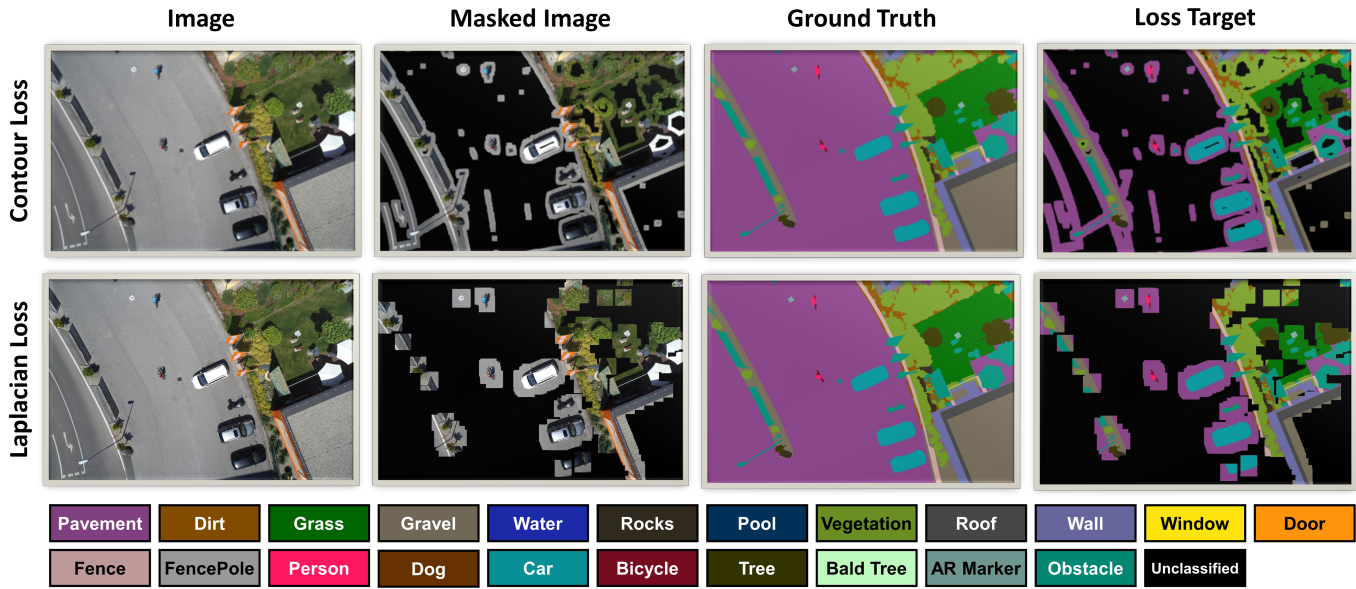 Image Masked Image Ground Truth Loss Target
Contour Loss
Laplacian Loss
Pavement Dirt Grass Gravel Water Rocks Pool Vegetation Roof Wall Window Door
Fence FencePole Person Dog Car Bicycle Tree Bald Tree AR Marker Obstacle Unclassified